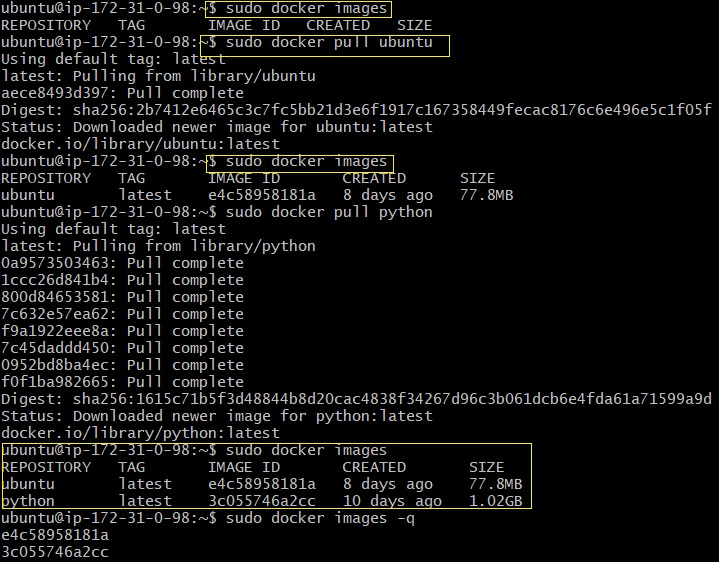 ubuntu@ip-172-31-0-98:~$ sudo docker images
REPOSITORY   TAG       IMAGE ID   CREATED   SIZE
ubuntu@ip-172-31-0-98:~$ sudo docker pull ubuntu
Using default tag: latest
latest: Pulling from library/ubuntu
aece8493d397: Pull complete
Digest: sha256:2b7412e6465c3c7fc5bb21d3e6f1917c167358449fecac8176c6e496e5c1f05f
Status: Downloaded newer image for ubuntu:latest
docker.io/library/ubuntu:latest
ubuntu@ip-172-31-0-98:~$ sudo docker images
REPOSITORY   TAG       IMAGE ID       CREATED      SIZE
ubuntu       latest    e4c58958181a   8 days ago   77.8MB
ubuntu@ip-172-31-0-98:~$ sudo docker pull python
Using default tag: latest
latest: Pulling from library/python
0a9573503463: Pull complete
1ccc26d841b4: Pull complete
800d84653581: Pull complete
7c632e57ea62: Pull complete
f9a1922eee8a: Pull complete
7c45daddd450: Pull complete
0952bd8ba4ec: Pull complete
f0f1ba982665: Pull complete
Digest: sha256:1615c71b5f3d48844b8d20cac4838f34267d96c3b061dcb6e4fda61a71599a9d
Status: Downloaded newer image for python:latest
docker.io/library/python:latest
ubuntu@ip-172-31-0-98:~$ sudo docker images
REPOSITORY   TAG       IMAGE ID       CREATED       SIZE
ubuntu       latest    e4c58958181a   8 days ago    77.8MB
python       latest    3c055746a2cc   10 days ago   1.02GB
ubuntu@ip-172-31-0-98:~$ sudo docker images -q
e4c58958181a
3c055746a2cc